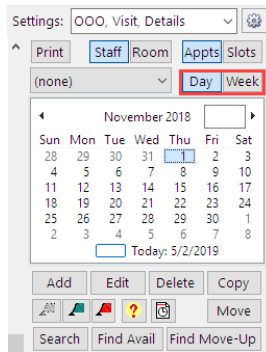 Settings: OOO, Visit, Details
Print Staff Room Appts Slots
(none) Day Week
November 2018
Sun Mon Tue Wed Thu Fri Sat
28 29 30 31 1 2 3
4 5 6 7 8 9 10
11 12 13 14 15 16 17
18 19 20 21 22 23 24
25 26 27 28 29 30 1
2 3 4 5 6 7 8
Today: 5/2/2019
Add Edit Delete Copy
? Move
Search Find Avail Find Move-Up